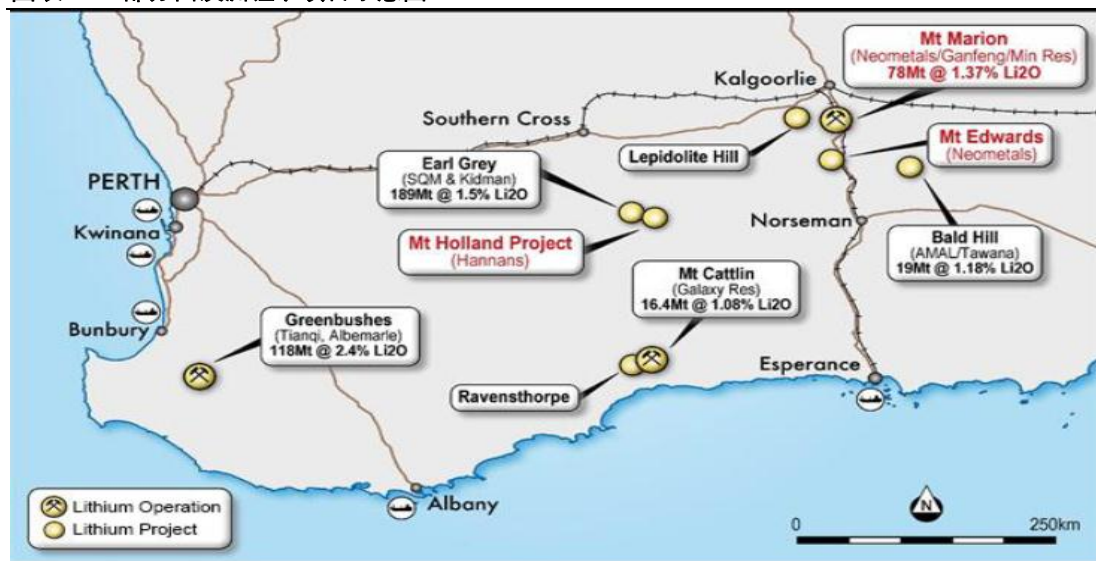 Mt Marion
(Neometals/Ganfeng/Min Res)
78Mt @ 1.37% Li2O
Kalgoorlie
Southern Cross
Lepidolite Hill
Mt Edwards
(Neometals)
Earl Grey
(SQM & Kidman)
189Mt @ 1.5% Li2O
PERTH
Kwinana
Mt Holland Project
(Hannans)
Norseman
Bald Hill
(AMAL/Tawana)
19Mt @ 1.18% Li2O
Mt Cattlin
(Galaxy Res)
16.4Mt @ 1.08% Li2O
Bunbury
Greenbushes
(Tianqi, Albemarle)
118Mt @ 2.4% Li2O
Esperance
Ravensthorpe
Albany
Lithium Operation
Lithium Project
N
0
250km